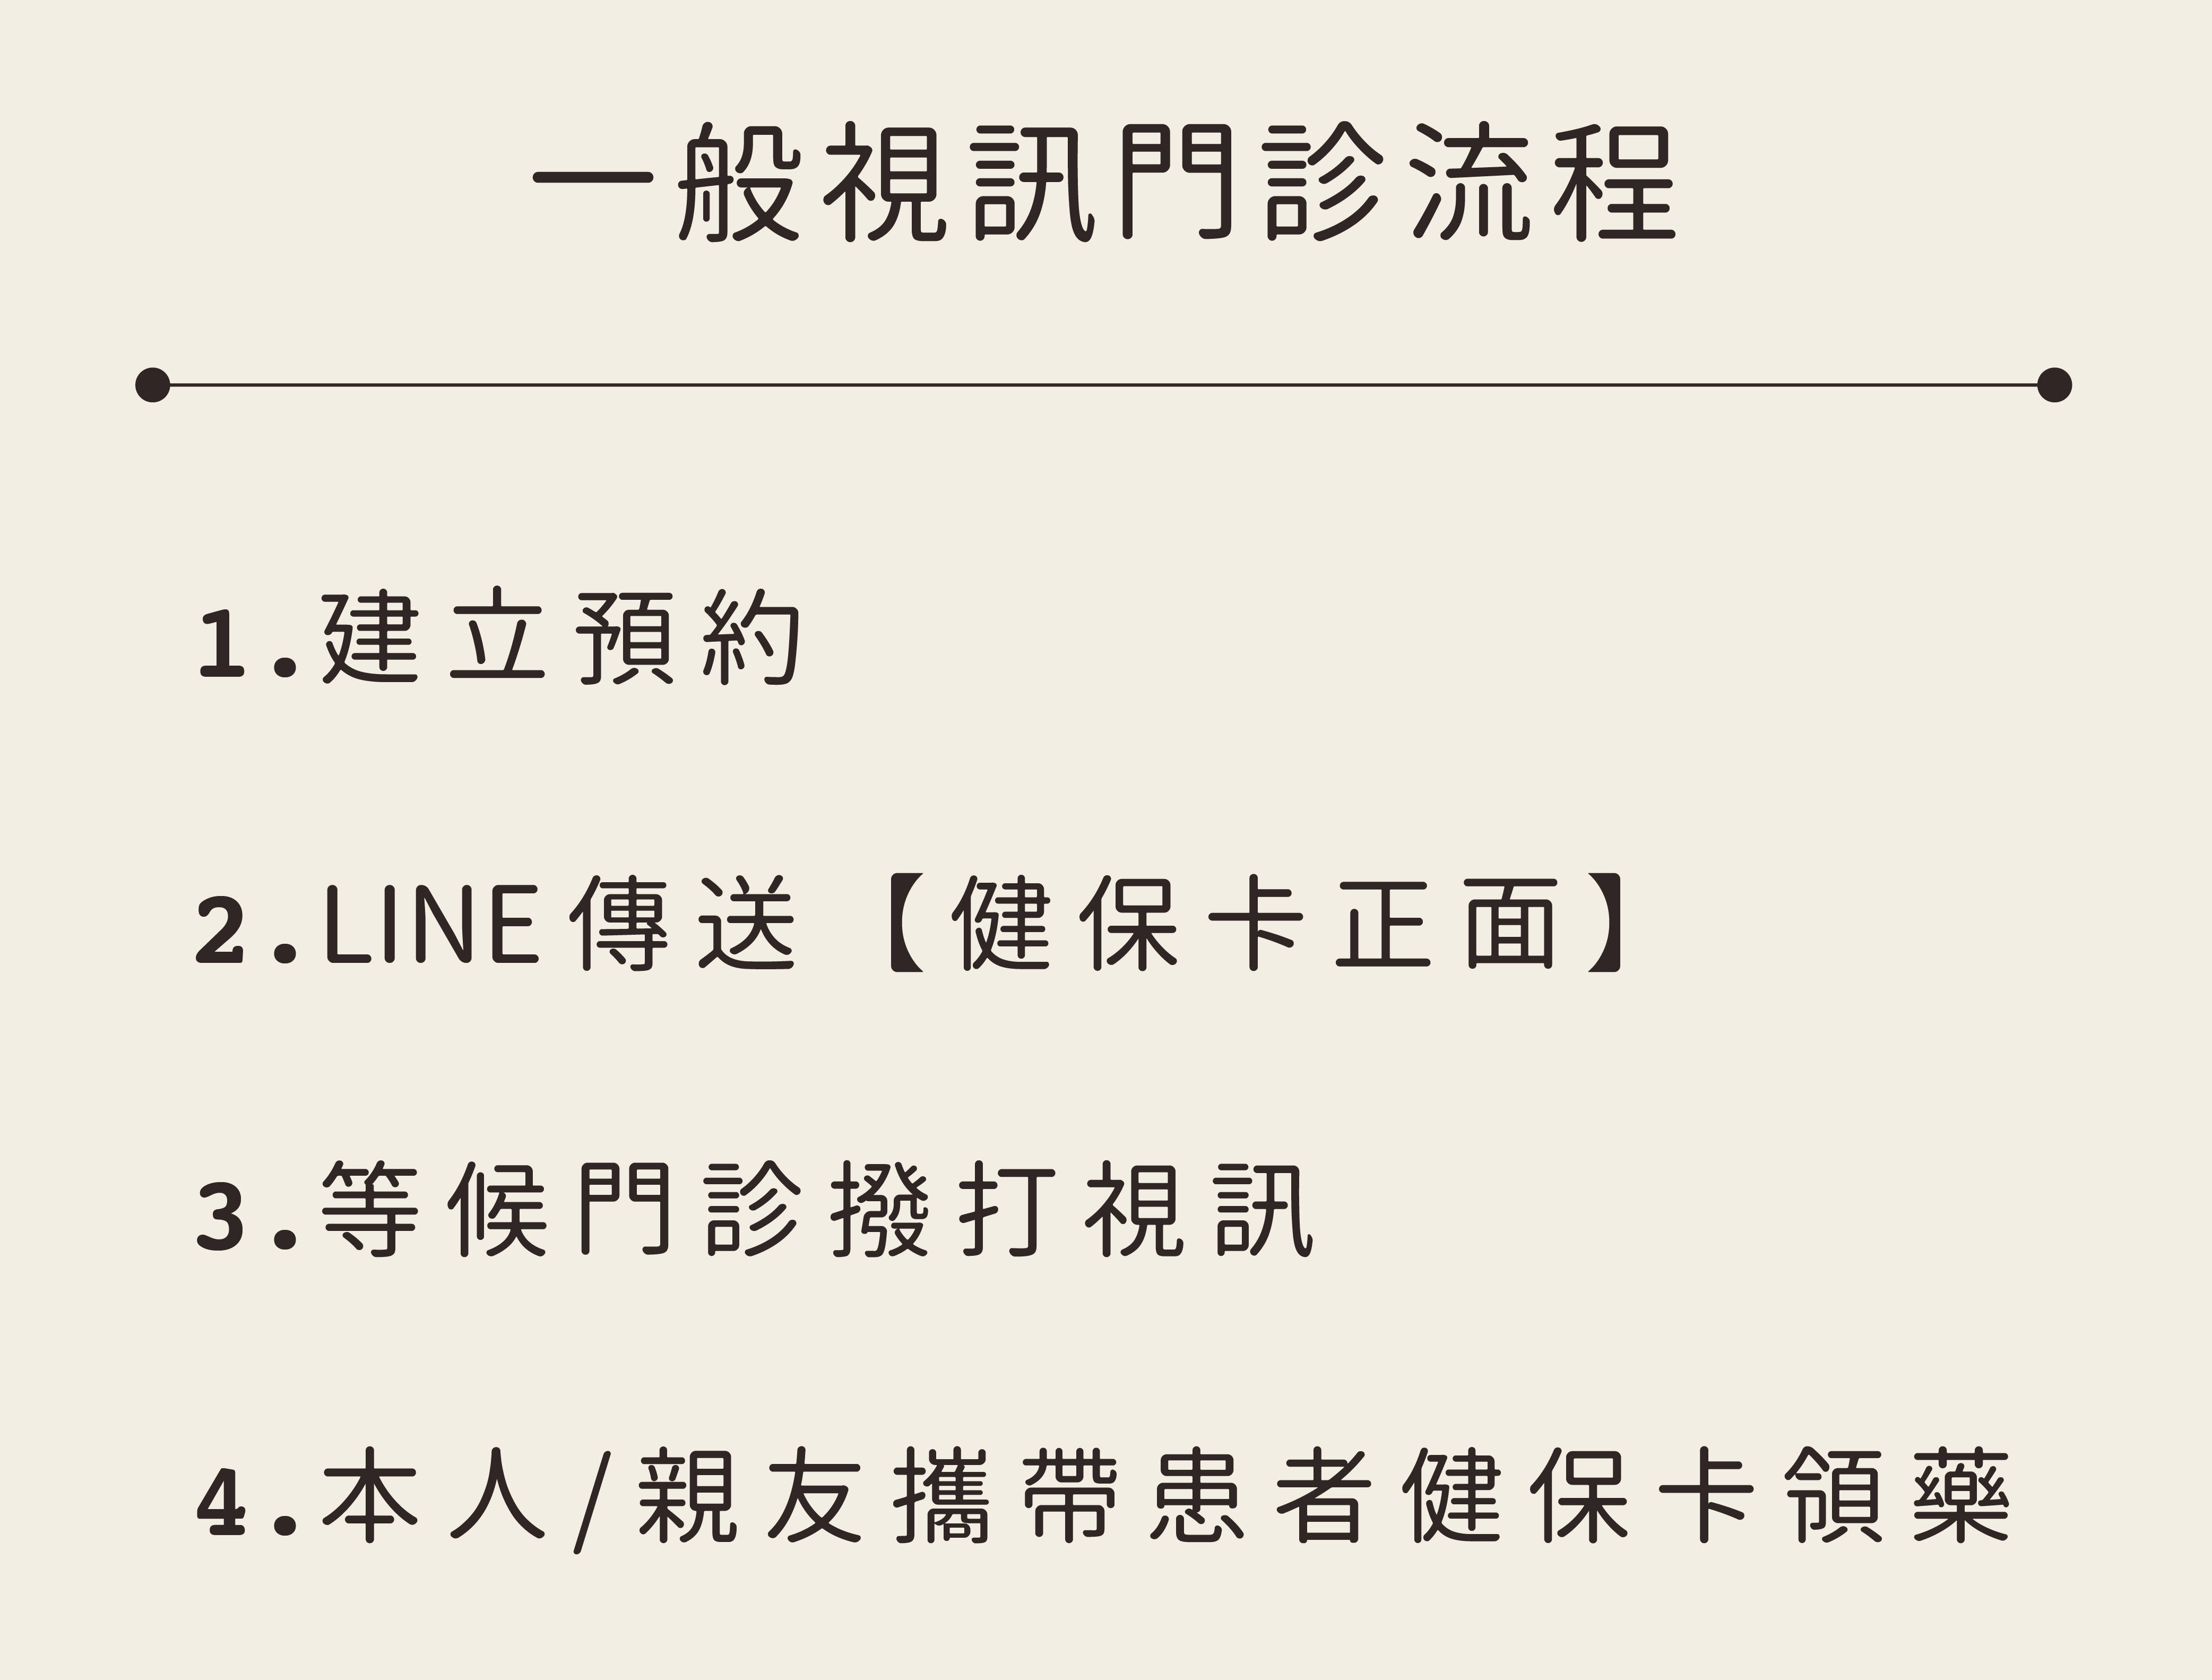 一般視訊門診流程
1.建立預約
2.LINE傳送【健保卡正面】
3.等候門診撥打視訊
4.本人/親友攜帶患者健保卡領藥